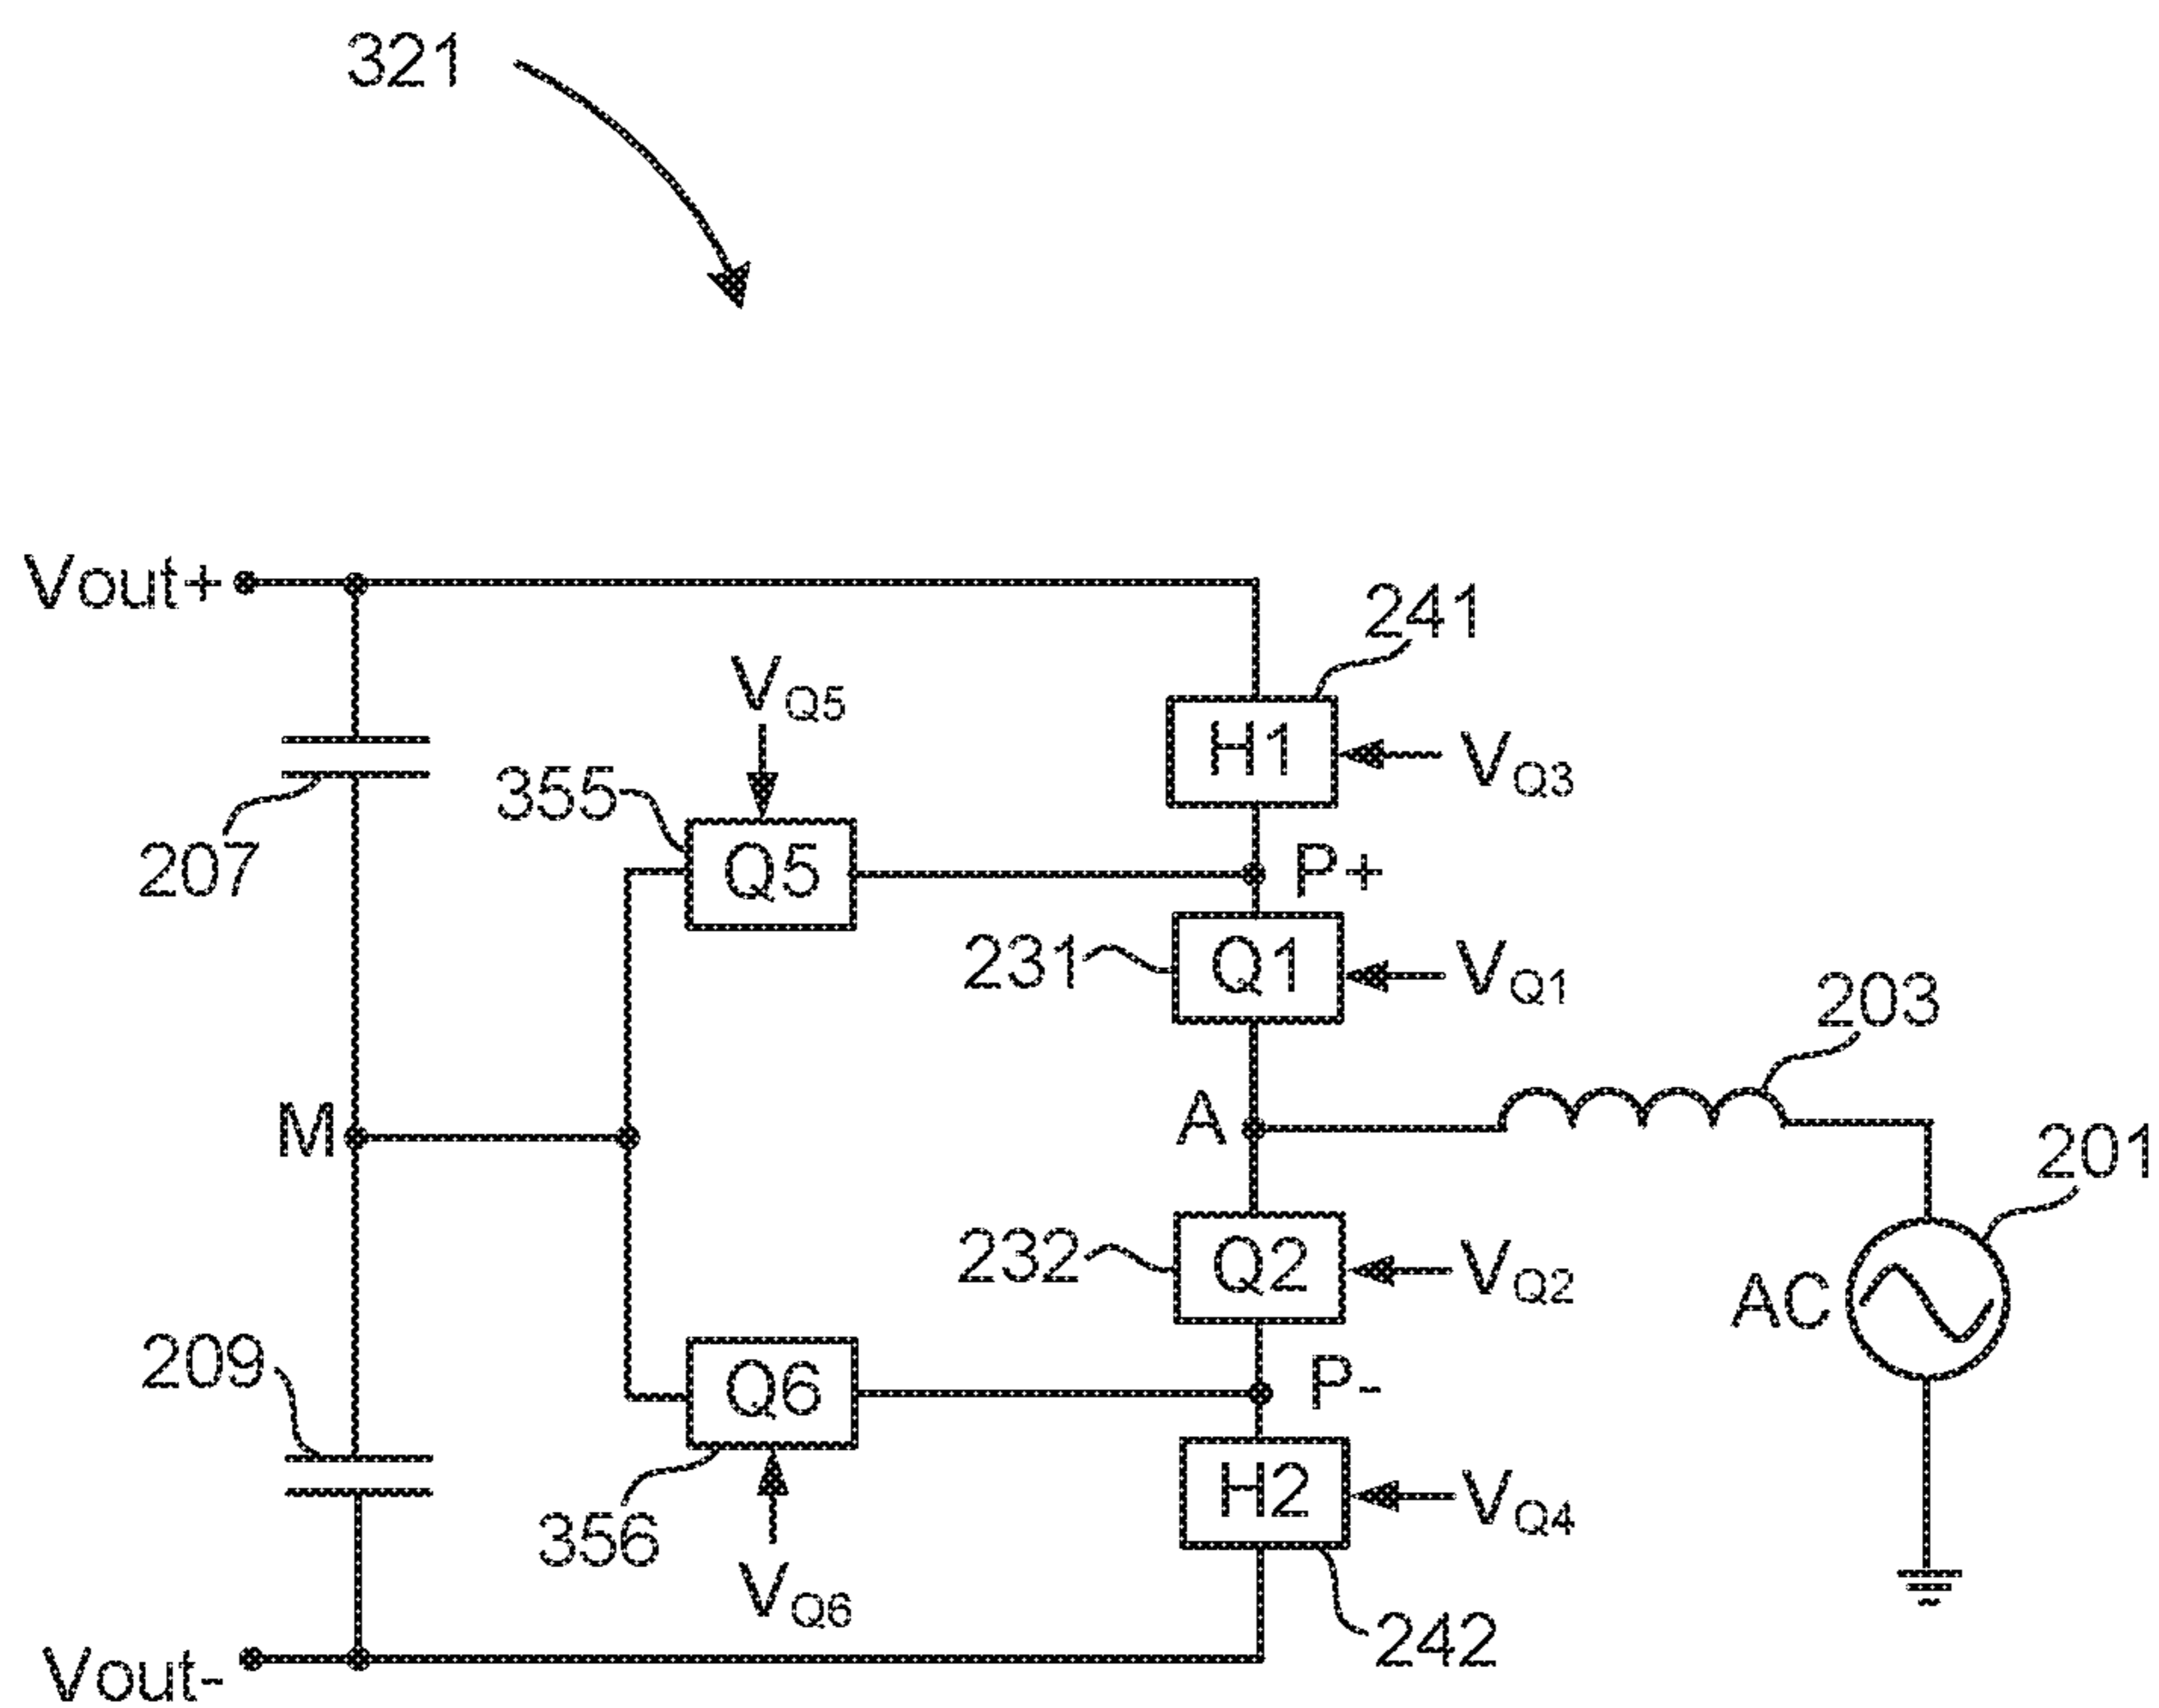 321
Vout+
241
VQ5
H1
VQ3
355
207
Q5
P+
231
Q1
VQ1
203
M
A
201
232
Q2
VQ2
AC
209
Q6
P-
356
H2
VQ4
VQ6
242
Vout-